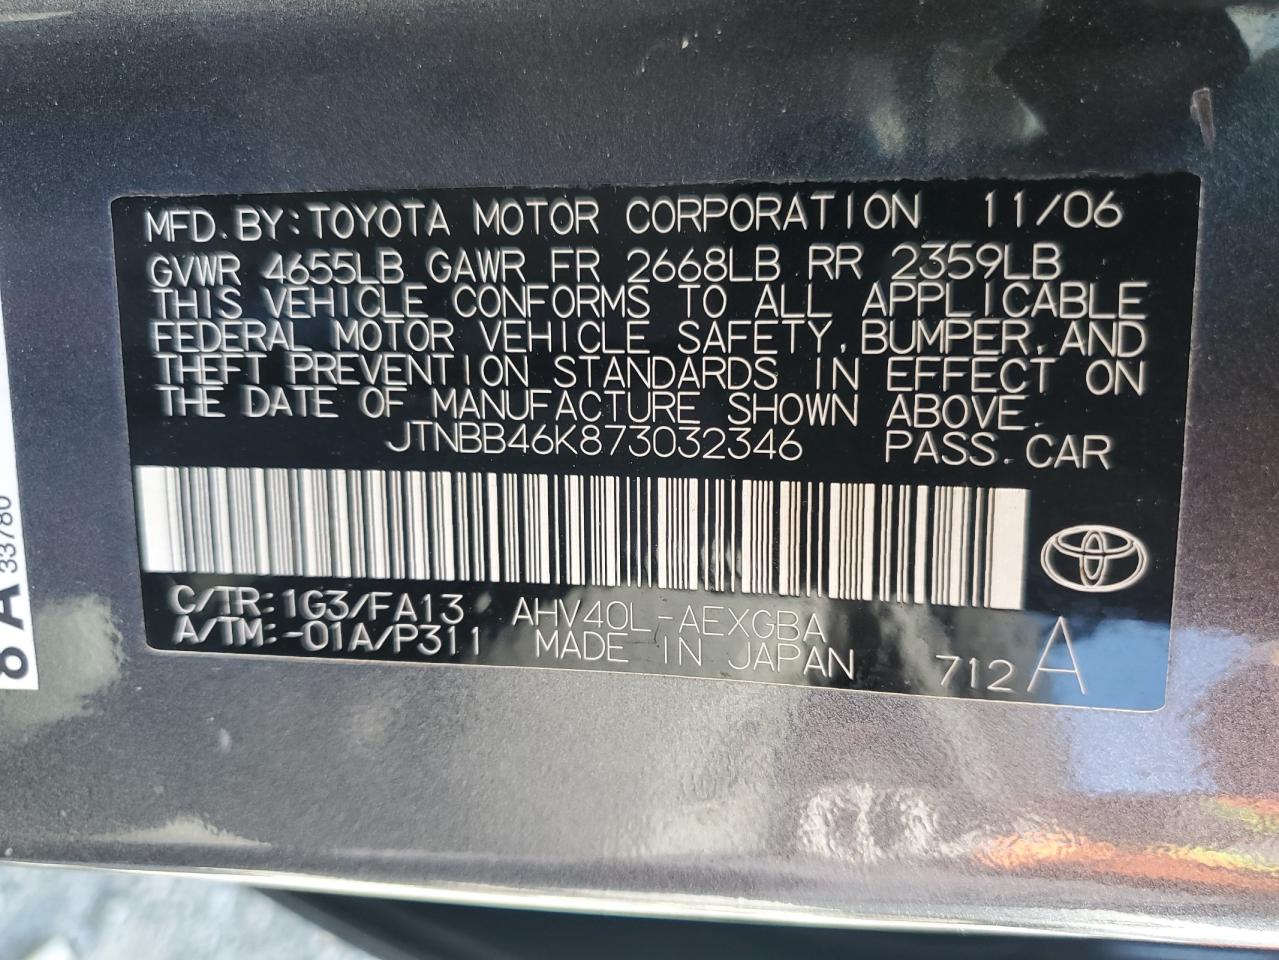 MFD. BY: TOYOTA MOTOR CORPORATION 11/06
GVWR 4655LB GAWR FR 2668LB RR 2359LB
THIS VEHICLE CONFORMS TO ALL APPLICABLE
FEDERAL MOTOR VEHICLE SAFETY, BUMPER, AND
THEFT PREVENTION STANDARDS IN EFFECT ON
THE DATE OF MANUFACTURE SHOWN ABOVE.
JTNBB46K873032346 PASS. CAR
C/TR:1G3/FA13 AHV40L-AEXGBA
A/TM:-01A/P311 MADE IN JAPAN 712 A
8 A 33780